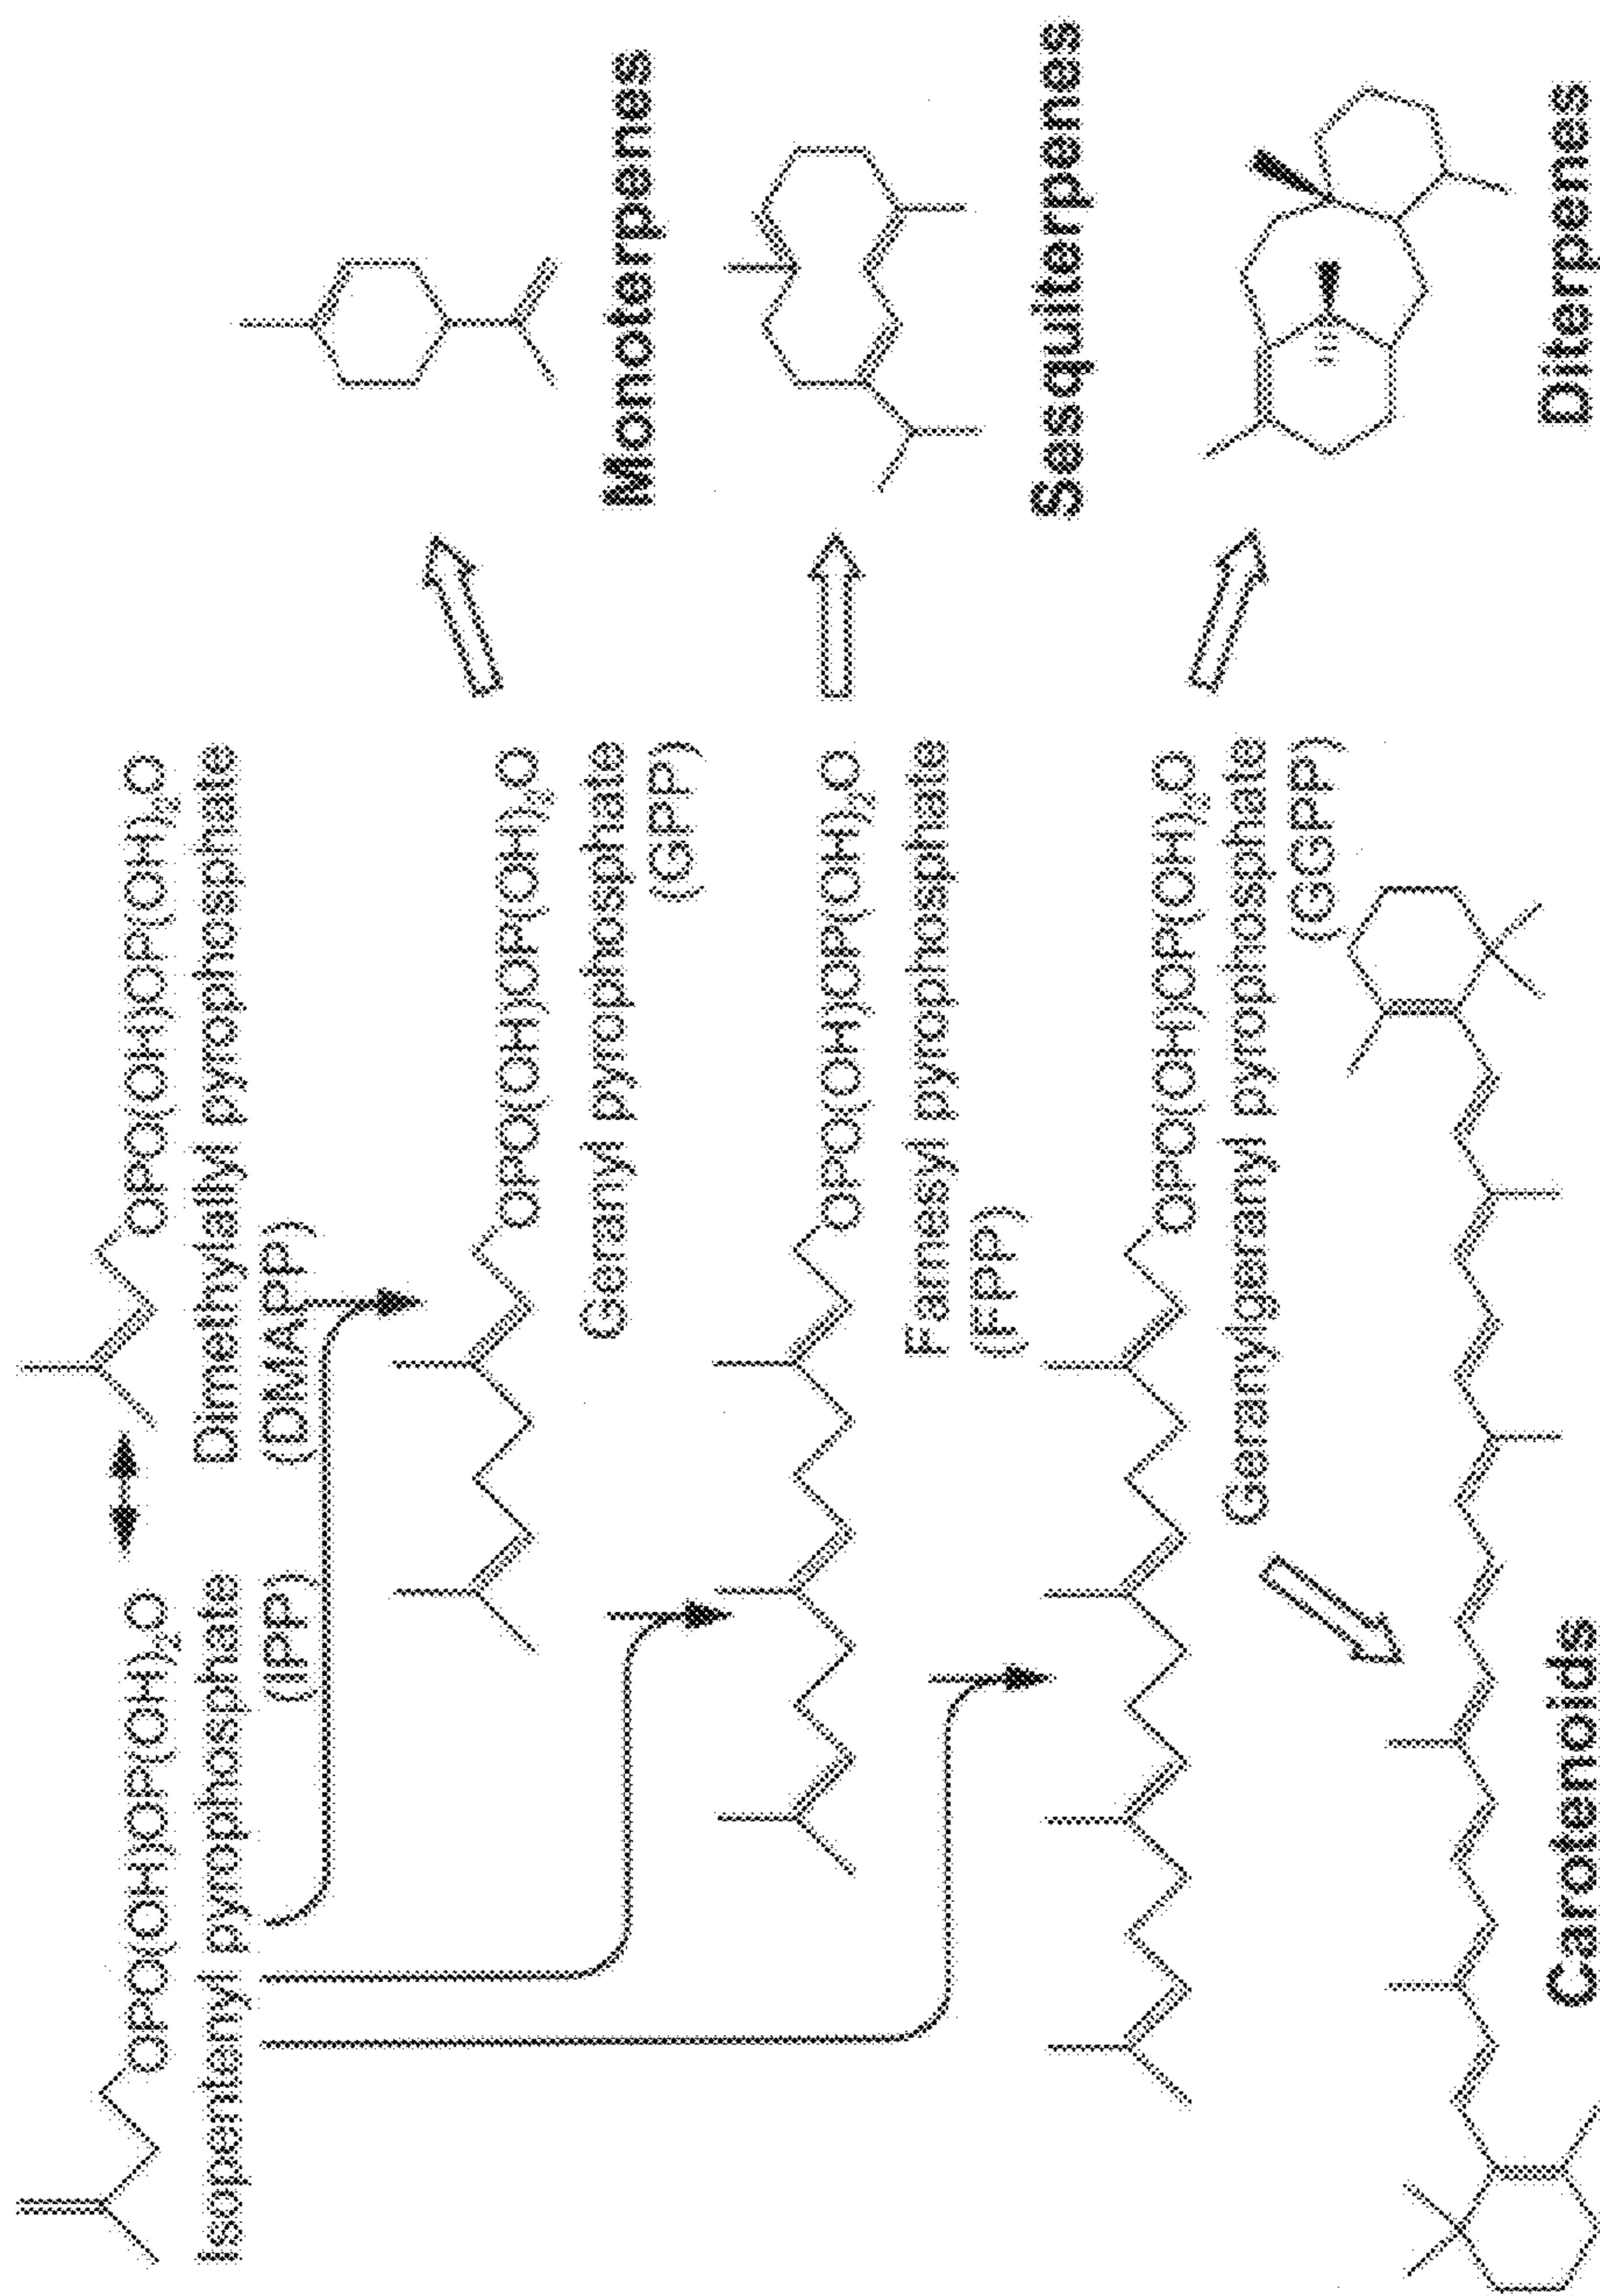 OPO(OH)OP(OH)₂O
Isopentenyl pyrophosphate
(IPP)
OPO(OH)OP(OH)₂O
Dimethylallyl pyrophosphate
(DMAPP)
OPO(OH)OP(OH)₂O
Geranyl pyrophosphate
(GPP)
Monoterpenes
OPO(OH)OP(OH)₂O
Farnesyl pyrophosphate
(FPP)
Sesquiterpenes
OPO(OH)OP(OH)₂O
Geranylgeranyl pyrophosphate
(GGPP)
Diterpenes
Carotenoids